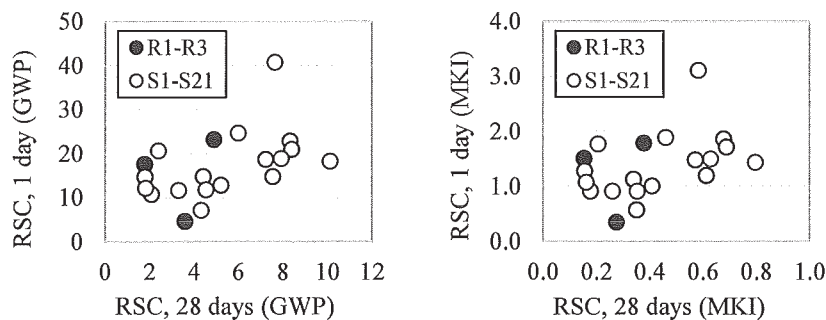 50
40
30
20
10
0
RSC, 1 day (GWP)
R1-R3
S1-S21
0 2 4 6 8 10 12
RSC, 28 days (GWP)
4.0
3.0
2.0
1.0
0.0
RSC, 1 day (MKI)
R1-R3
S1-S21
0.0 0.2 0.4 0.6 0.8 1.0
RSC, 28 days (MKI)